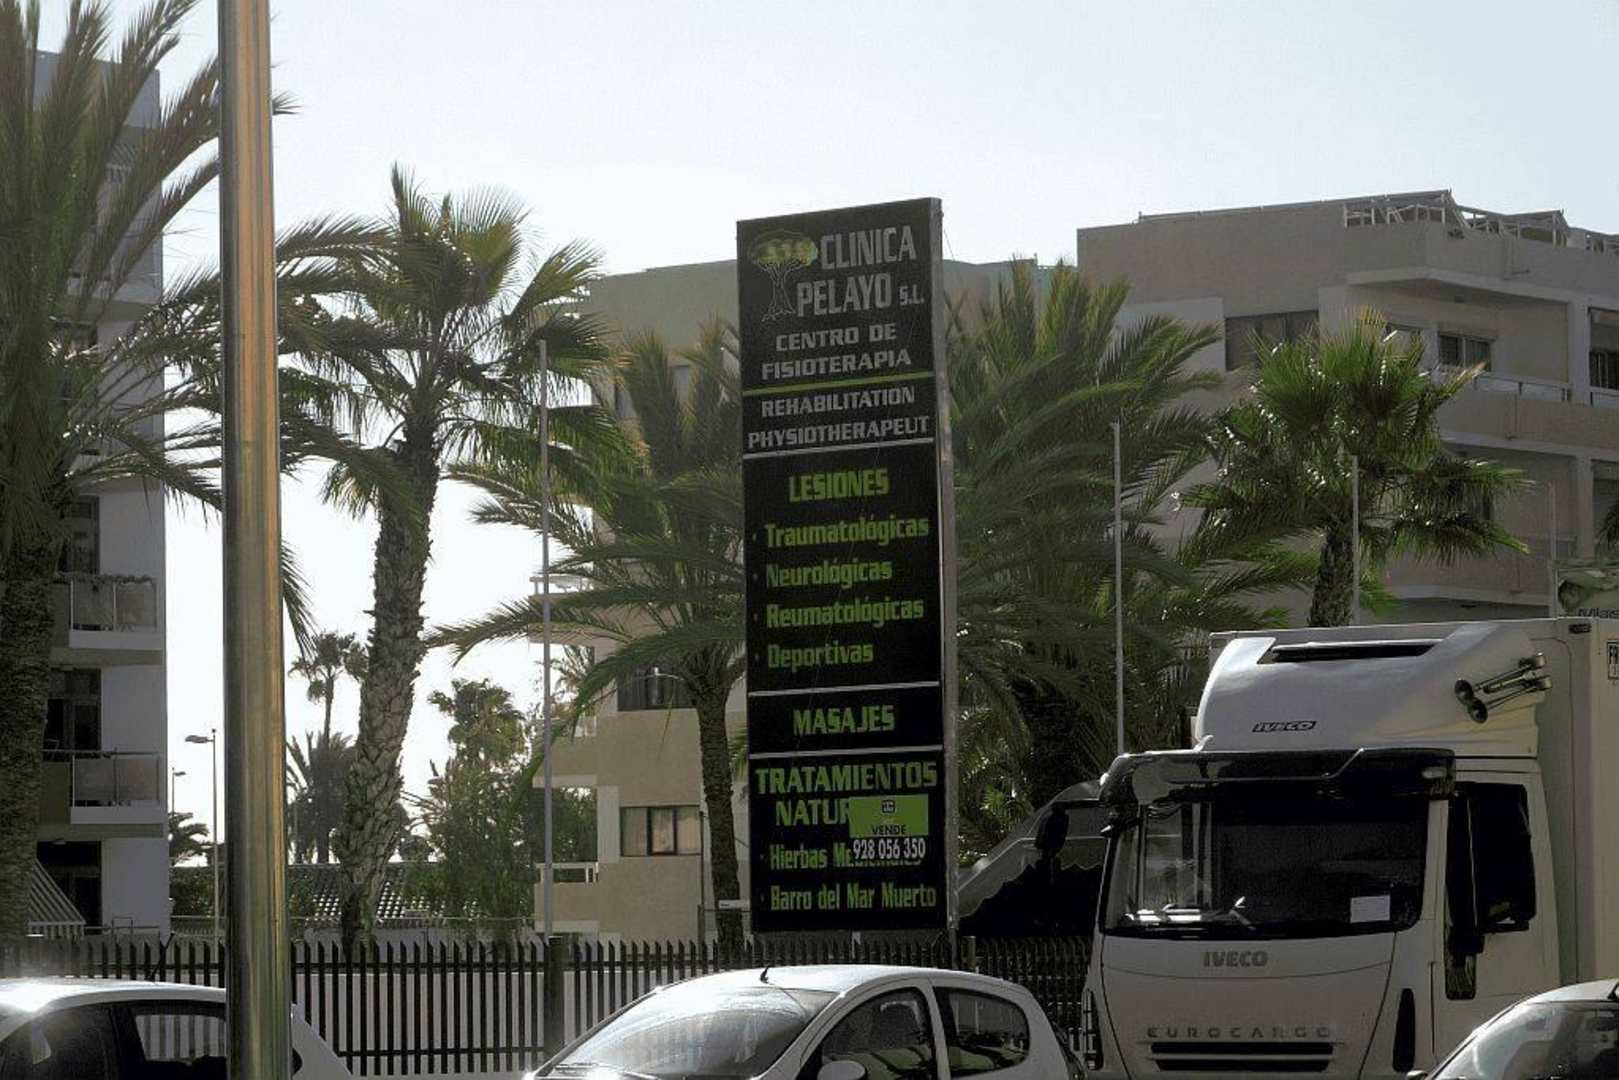 CLINICA
PELAYO S.L.
CENTRO DE
FISIOTERAPIA
REHABILITATION
PHYSIOTHERAPEUT
LESIONES
· Traumatológicas
· Neurológicas
· Reumatológicas
· Deportivas
MASAJES
TRATAMIENTOS
NATUR
VENDE
928 056 350
· Hierbas
· Barro del Mar Muerto
IVECO
IVECO
EUROCARGO